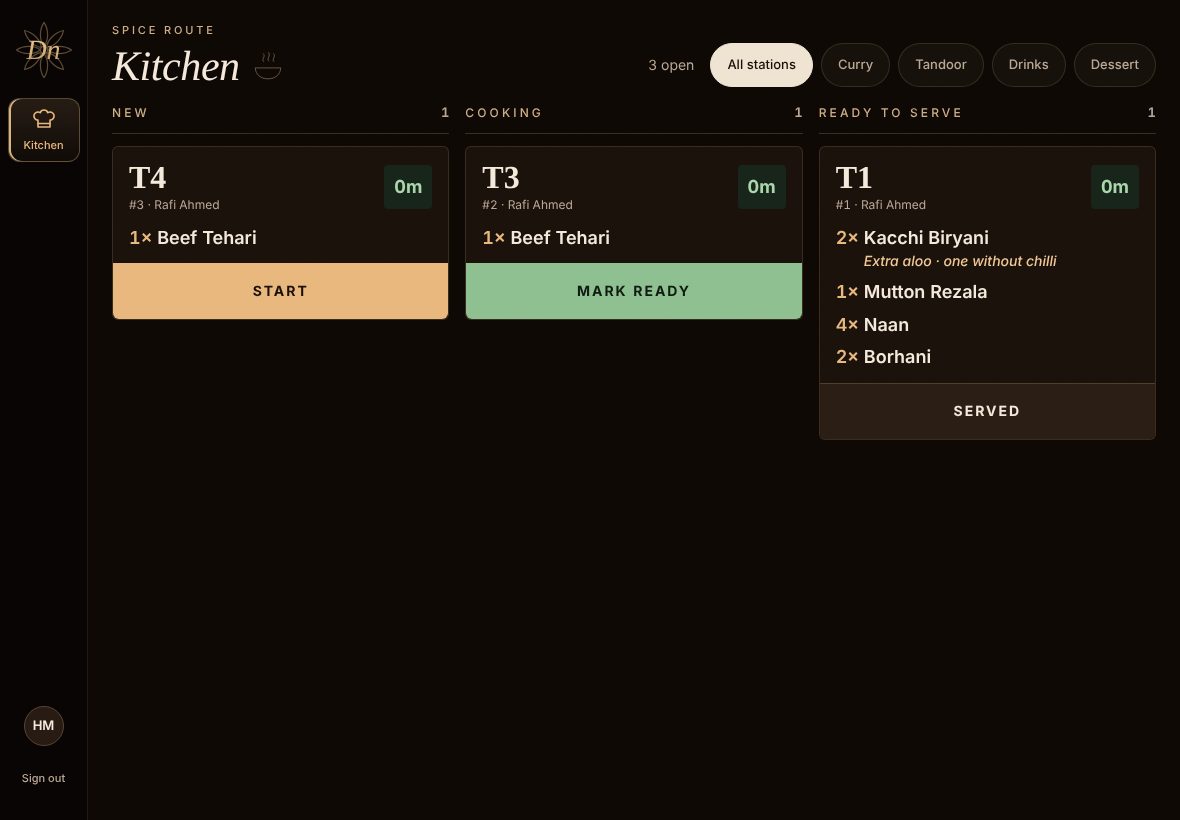 Dn
Kitchen
HM
Sign out
SPICE ROUTE
Kitchen
3 open
All stations
Curry
Tandoor
Drinks
Dessert
NEW 1
T4
0m
#3 · Rafi Ahmed
1× Beef Tehari
START
COOKING 1
T3
0m
#2 · Rafi Ahmed
1× Beef Tehari
MARK READY
READY TO SERVE 1
T1
0m
#1 · Rafi Ahmed
2× Kacchi Biryani
Extra aloo · one without chilli
1× Mutton Rezala
4× Naan
2× Borhani
SERVED